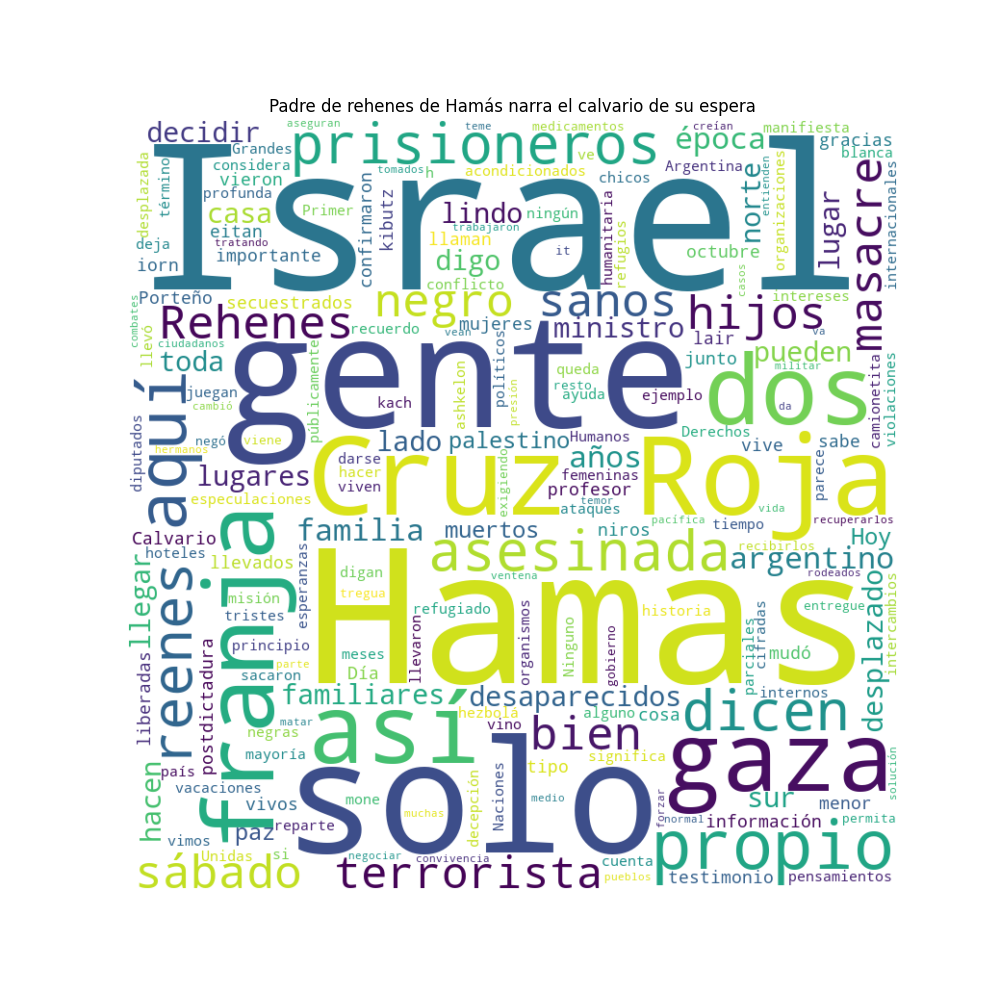 Padre de rehenes de Hamás narra el calvario de su espera
aseguran
teme
medicamentos
creían
manifiesta
decidir
prisioneros
época
gracias
Grandes
blanca
Israel
considera
ve
acondicionados
Argentina
término
vieron
tomados
h
chicos
desplazada
profunda
confirmaron
kibutz
norte
entienden
organizaciones
internacionales
masacre
casa
Primer
lindo
ningún
humanitaria
refugios
lugar
eitan
tratando
llaman
trabajaron
deja
importante
digo
it
octubre
iorn
conflicto
casos
Porteño
secuestrados
negro
sanos
intereses
combates
llevó
Rehenes
recuerdo
mujeres
ministro
hijos
va
ciudadanos
públicamente
vean
políticos
lair
camionetita
violaciones
toda
gente
queda
junto
pueden
militar
aquí
juegan
presión
resto
ayuda
ejemplo
dos
cambió
kach
ashkelon
da
diputados
negó
viene
lado
palestino
Humanos
Derechos
vive
sabe
hermanos
darse
Cruz Roja
años
parece
lugares
hacer
exigiendo
femeninas
especulaciones
viven
profesor
ataques
temor
vida
Calvario
familia
muertos
niros
pacífica
tiempo
recuperarlos
hoteles
franja
asesinada
recibirlos
Hoy
llegar
reenes
llevados
esperanzas
digan
ventena
argentino
rodeados
misión
Hamas
tregua
refugiado
historia
entregue
tristes
desplazado
intercambios
principio
llevaron
organismos
Ninguno
gobierno
parciales
cifradas
mudó
liberadas
postdictadura
meses
parte
sacaron
Día
familiares
desaparecidos
internos
negras
matar
así
hezbolá
vino
alguno
cosa
dicen
mayoría
bien
significa
gaza
país
solo
tipo
solución
hacen
vacaciones
vivos
mone
muchas
decepción
Naciones
medio
forzar
sur
menor
vimos
paz
reparte
normal
información
permita
Unidas
si
negociar
convivencia
cuenta
propio
sábado
terrorista
pueblos
testimonio
pensamientos